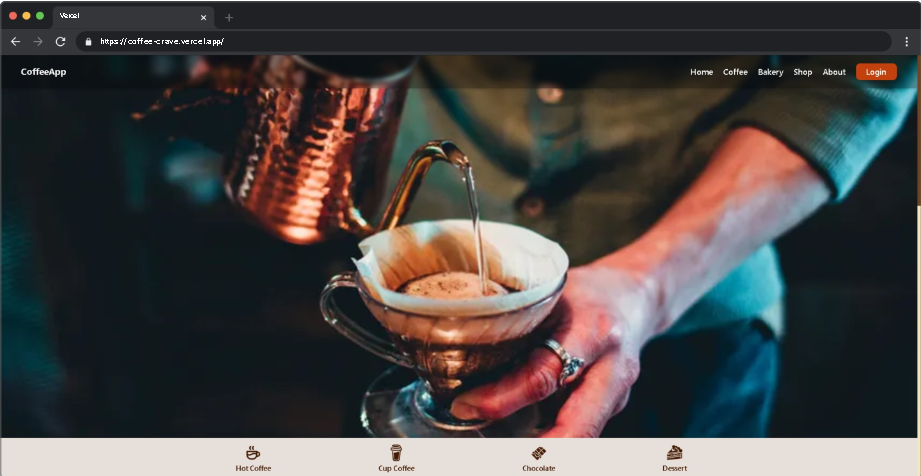 Vercel
https://coffee-crave.vercel.app/
CoffeeApp
Home Coffee Bakery Shop About Login
Hot Coffee Cup Coffee Chocolate Dessert